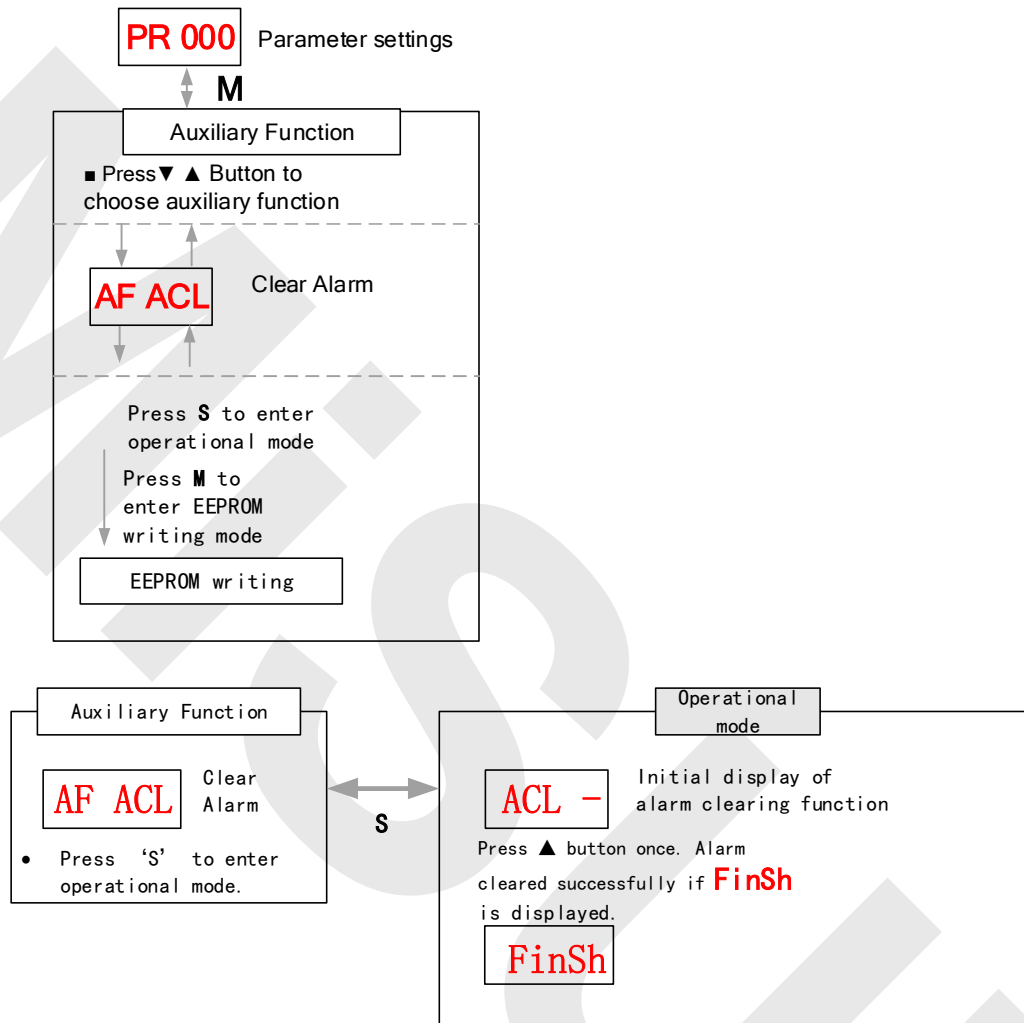 PR 000 Parameter settings
M
Auxiliary Function
■ Press▼ ▲ Button to
choose auxiliary function
AF ACL Clear Alarm
Press S to enter
operational mode
Press M to
enter EEPROM
writing mode
EEPROM writing
Auxiliary Function
AF ACL Clear
Alarm
• Press ‘S’ to enter
operational mode.
S
Operational
mode
ACL - Initial display of
alarm clearing function
Press ▲ button once. Alarm
cleared successfully if FinSh
is displayed.
FinSh